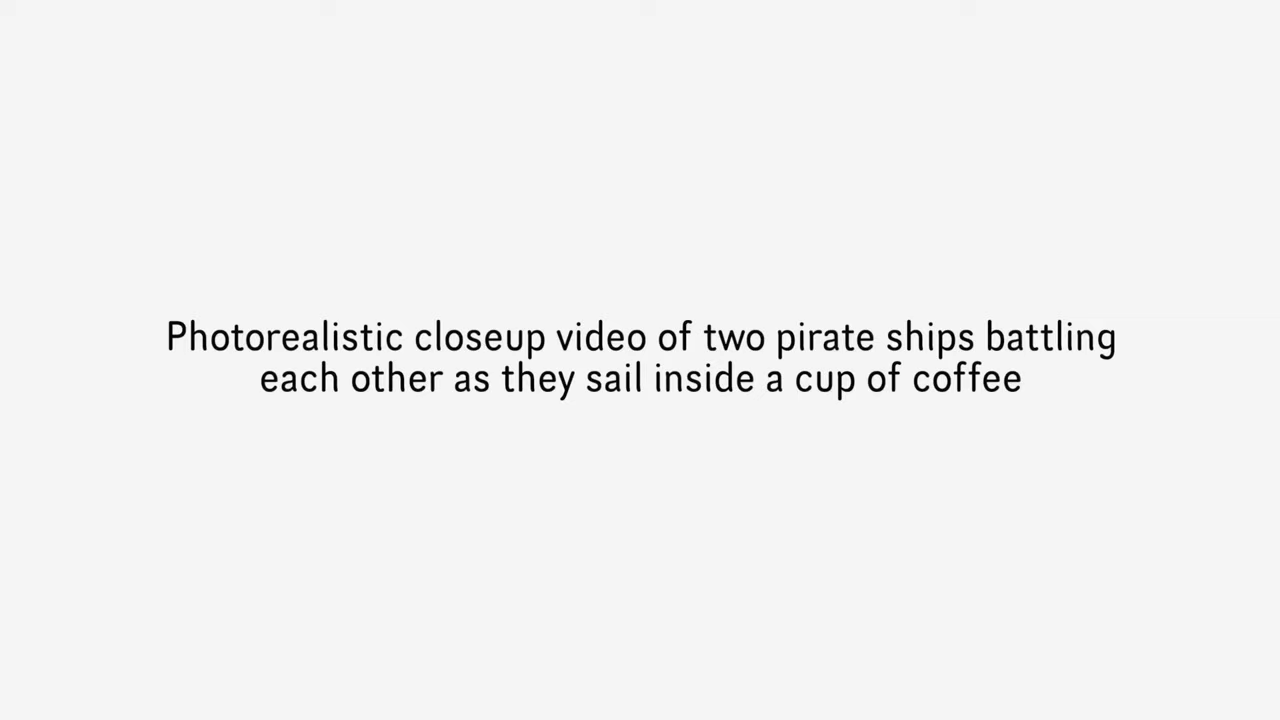 Photorealistic closeup video of two pirate ships battling
each other as they sail inside a cup of coffee